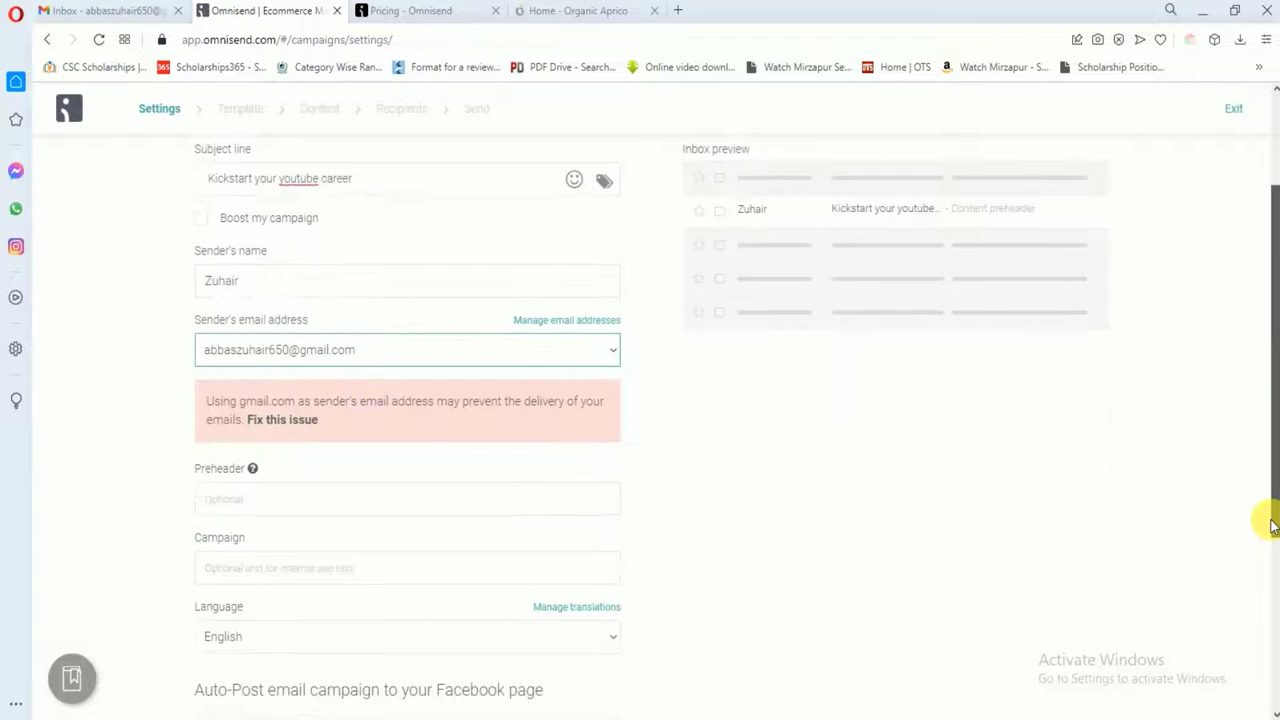 Inbox - abbaszuhair650@g
Omnisend | Ecommerce M
Pricing - Omnisend
Home - Organic Aprico
app.omnisend.com/#/campaigns/settings/
CSC Scholarships |...
Scholarships365 - S...
Category Wise Ran...
Format for a review...
PDF Drive - Search...
Online video downl...
Watch Mirzapur Se...
Home | OTS
Watch Mirzapur - S...
Scholarship Positio...
Settings
Template
Content
Recipients
Send
Exit
Subject line
Kickstart your youtube career
Boost my campaign
Sender's name
Zuhair
Sender's email address
Manage email addresses
abbaszuhair650@gmail.com
Using gmail.com as sender's email address may prevent the delivery of your
emails. Fix this issue
Preheader
Optional
Campaign
Optional and for internal use only
Language
Manage translations
English
Auto-Post email campaign to your Facebook page
Inbox preview
Zuhair
Kickstart your youtube... - Content preheader
Activate Windows
Go to Settings to activate Windows.